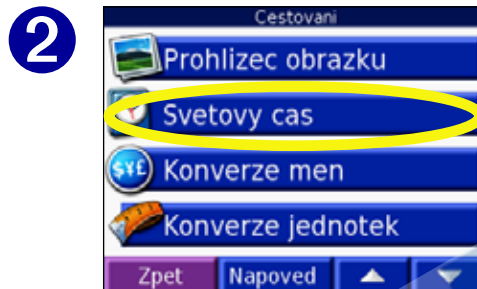 2
Cestovani
Prohlizec obrazku
Svetovy cas
$¥£ Konverze men
Konverze jednotek
Zpet Napoved